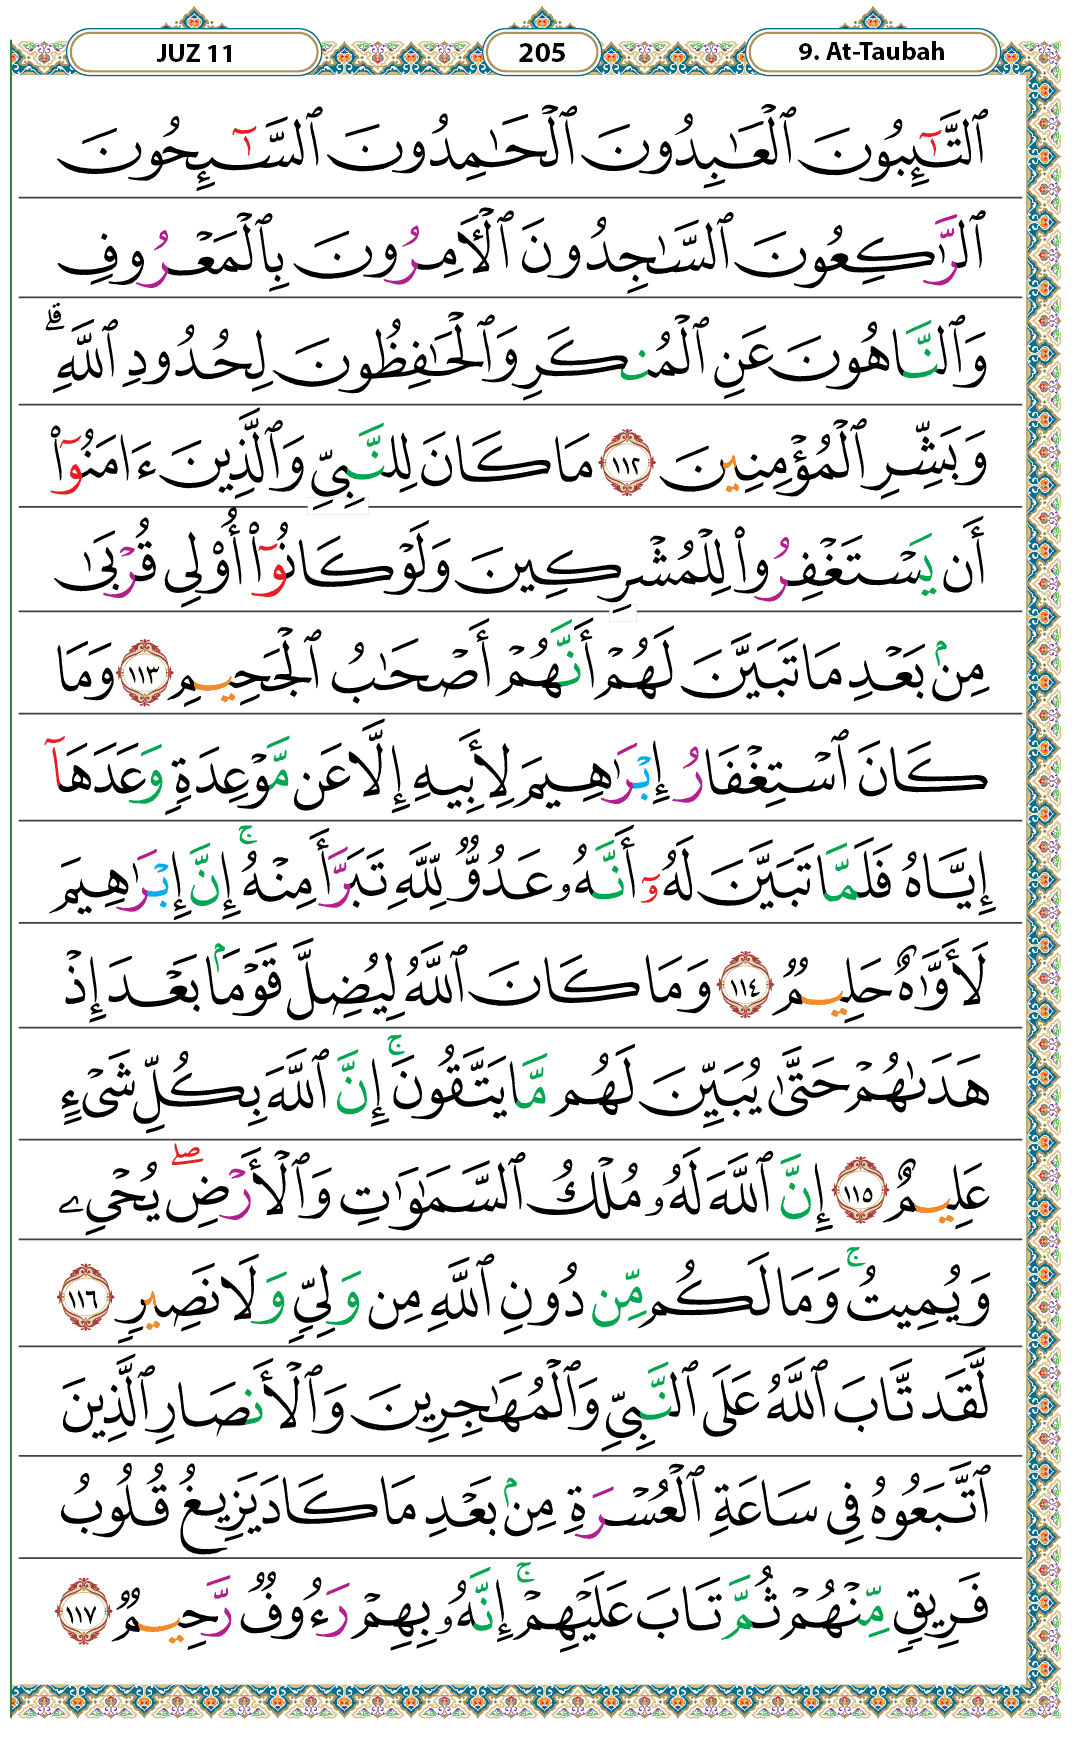 JUZ 11 205 9. At-Taubah
ٱلتَّٰٓئِبُونَ ٱلْعَٰبِدُونَ ٱلْحَٰمِدُونَ ٱلسَّٰٓئِحُونَ
ٱلرَّٰكِعُونَ ٱلسَّٰجِدُونَ ٱلْءَامِرُونَ بِٱلْمَعْرُوفِ
وَٱلنَّاهُونَ عَنِ ٱلْمُنكَرِ وَٱلْحَٰفِظُونَ لِحُدُودِ ٱللَّهِ ۗ
وَبَشِّرِ ٱلْمُؤْمِنِينَ ١١٢ مَا كَانَ لِلنَّبِيِّ وَٱلَّذِينَ ءَامَنُوٓا۟
أَن يَسْتَغْفِرُوا۟ لِلْمُشْرِكِينَ وَلَوْ كَانُوٓا۟ أُو۟لِى قُرْبَىٰ
مِنۢ بَعْدِ مَا تَبَيَّنَ لَهُمْ أَنَّهُمْ أَصْحَٰبُ ٱلْجَحِيمِ ١١٣ وَمَا
كَانَ ٱسْتِغْفَارُ إِبْرَٰهِيمَ لِأَبِيهِ إِلَّا عَن مَّوْعِدَةٍ وَعَدَهَآ
إِيَّاهُ فَلَمَّا تَبَيَّنَ لَهُۥٓ أَنَّهُۥ عَدُوٌّ لِّلَّهِ تَبَرَّأَ مِنْهُ ۚ إِنَّ إِبْرَٰهِيمَ
لَأَوَّٰهٌ حَلِيمٌ ١١٤ وَمَا كَانَ ٱللَّهُ لِيُضِلَّ قَوْمًۢا بَعْدَ إِذْ
هَدَىٰهُمْ حَتَّىٰ يُبَيِّنَ لَهُم مَّا يَتَّقُونَ ۚ إِنَّ ٱللَّهَ بِكُلِّ شَىْءٍ
عَلِيمٌ ١١٥ إِنَّ ٱللَّهَ لَهُۥ مُلْكُ ٱلسَّمَٰوَٰتِ وَٱلْأَرْضِ ۖ يُحْىِۦ
وَيُمِيتُ ۚ وَمَا لَكُم مِّن دُونِ ٱللَّهِ مِن وَلِىٍّ وَلَا نَصِيرٍ ١١٦
لَّقَد تَّابَ ٱللَّهُ عَلَى ٱلنَّبِيِّ وَٱلْمُهَٰجِرِينَ وَٱلْأَنصَارِ ٱلَّذِينَ
ٱتَّبَعُوهُ فِى سَاعَةِ ٱلْعُسْرَةِ مِنۢ بَعْدِ مَا كَادَ يَزِيغُ قُلُوبُ
فَرِيقٍ مِّنْهُمْ ثُمَّ تَابَ عَلَيْهِمْ ۚ إِنَّهُۥ بِهِمْ رَءُوفٌ رَّحِيمٌ ١١٧